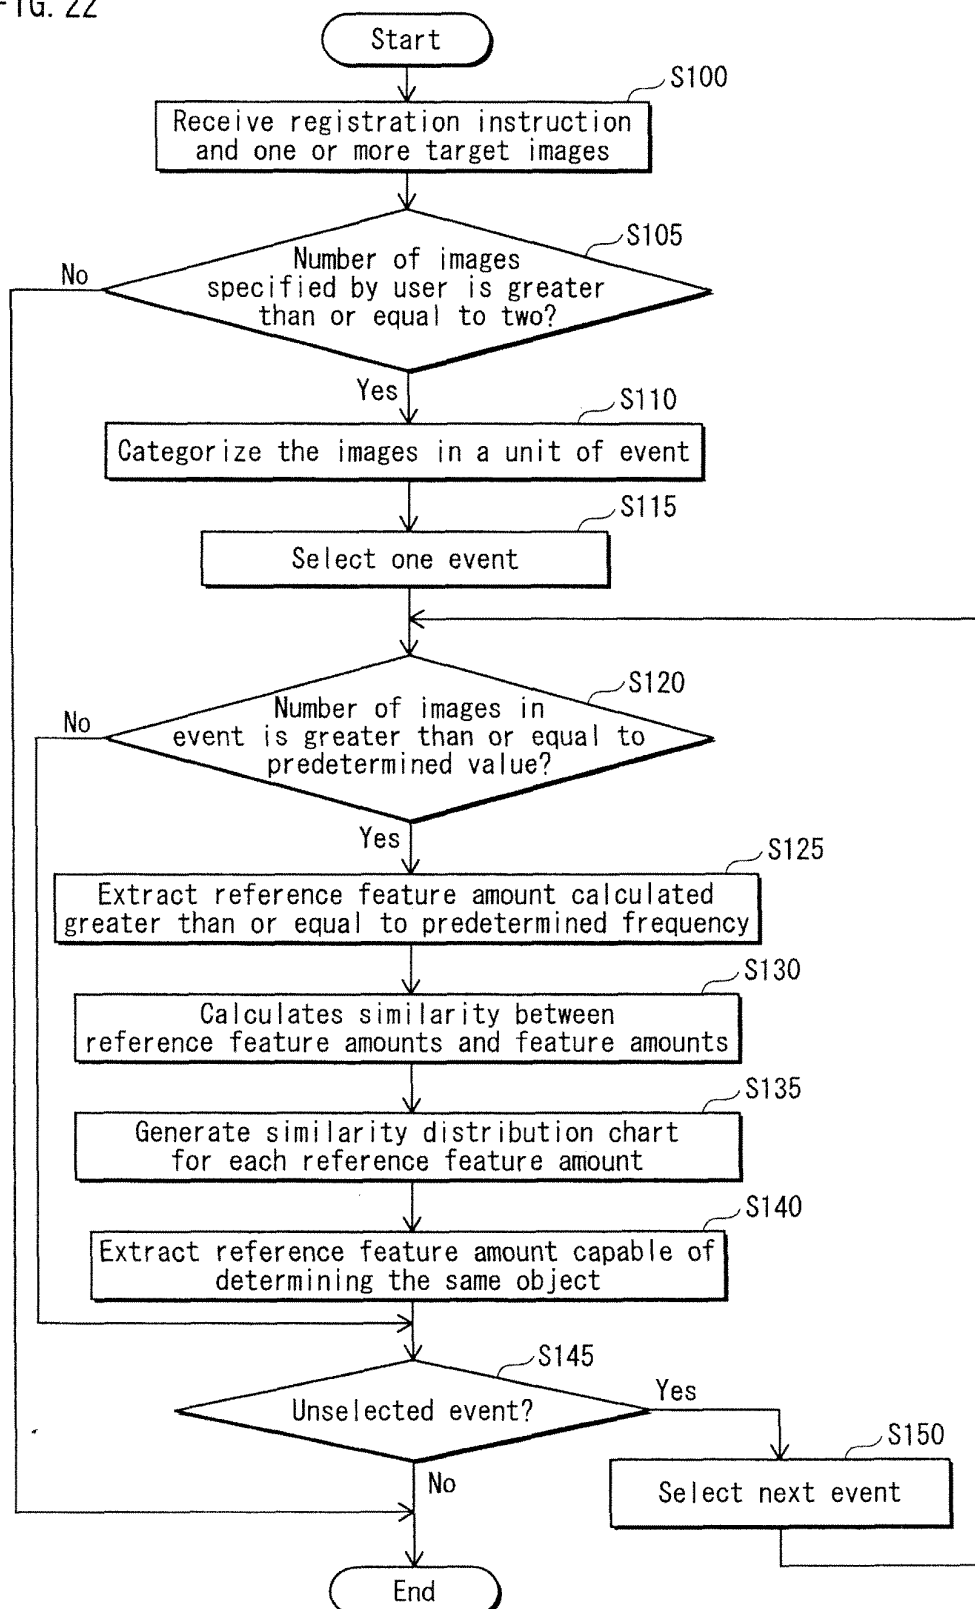 FIG. 22
Start
S100
Receive registration instruction
and one or more target images
S105
Number of images
specified by user is greater
than or equal to two?
No
Yes
S110
Categorize the images in a unit of event
S115
Select one event
S120
Number of images in
event is greater than or equal to
predetermined value?
No
Yes
S125
Extract reference feature amount calculated
greater than or equal to predetermined frequency
S130
Calculates similarity between
reference feature amounts and feature amounts
S135
Generate similarity distribution chart
for each reference feature amount
S140
Extract reference feature amount capable of
determining the same object
S145
Unselected event?
Yes
No
S150
Select next event
End